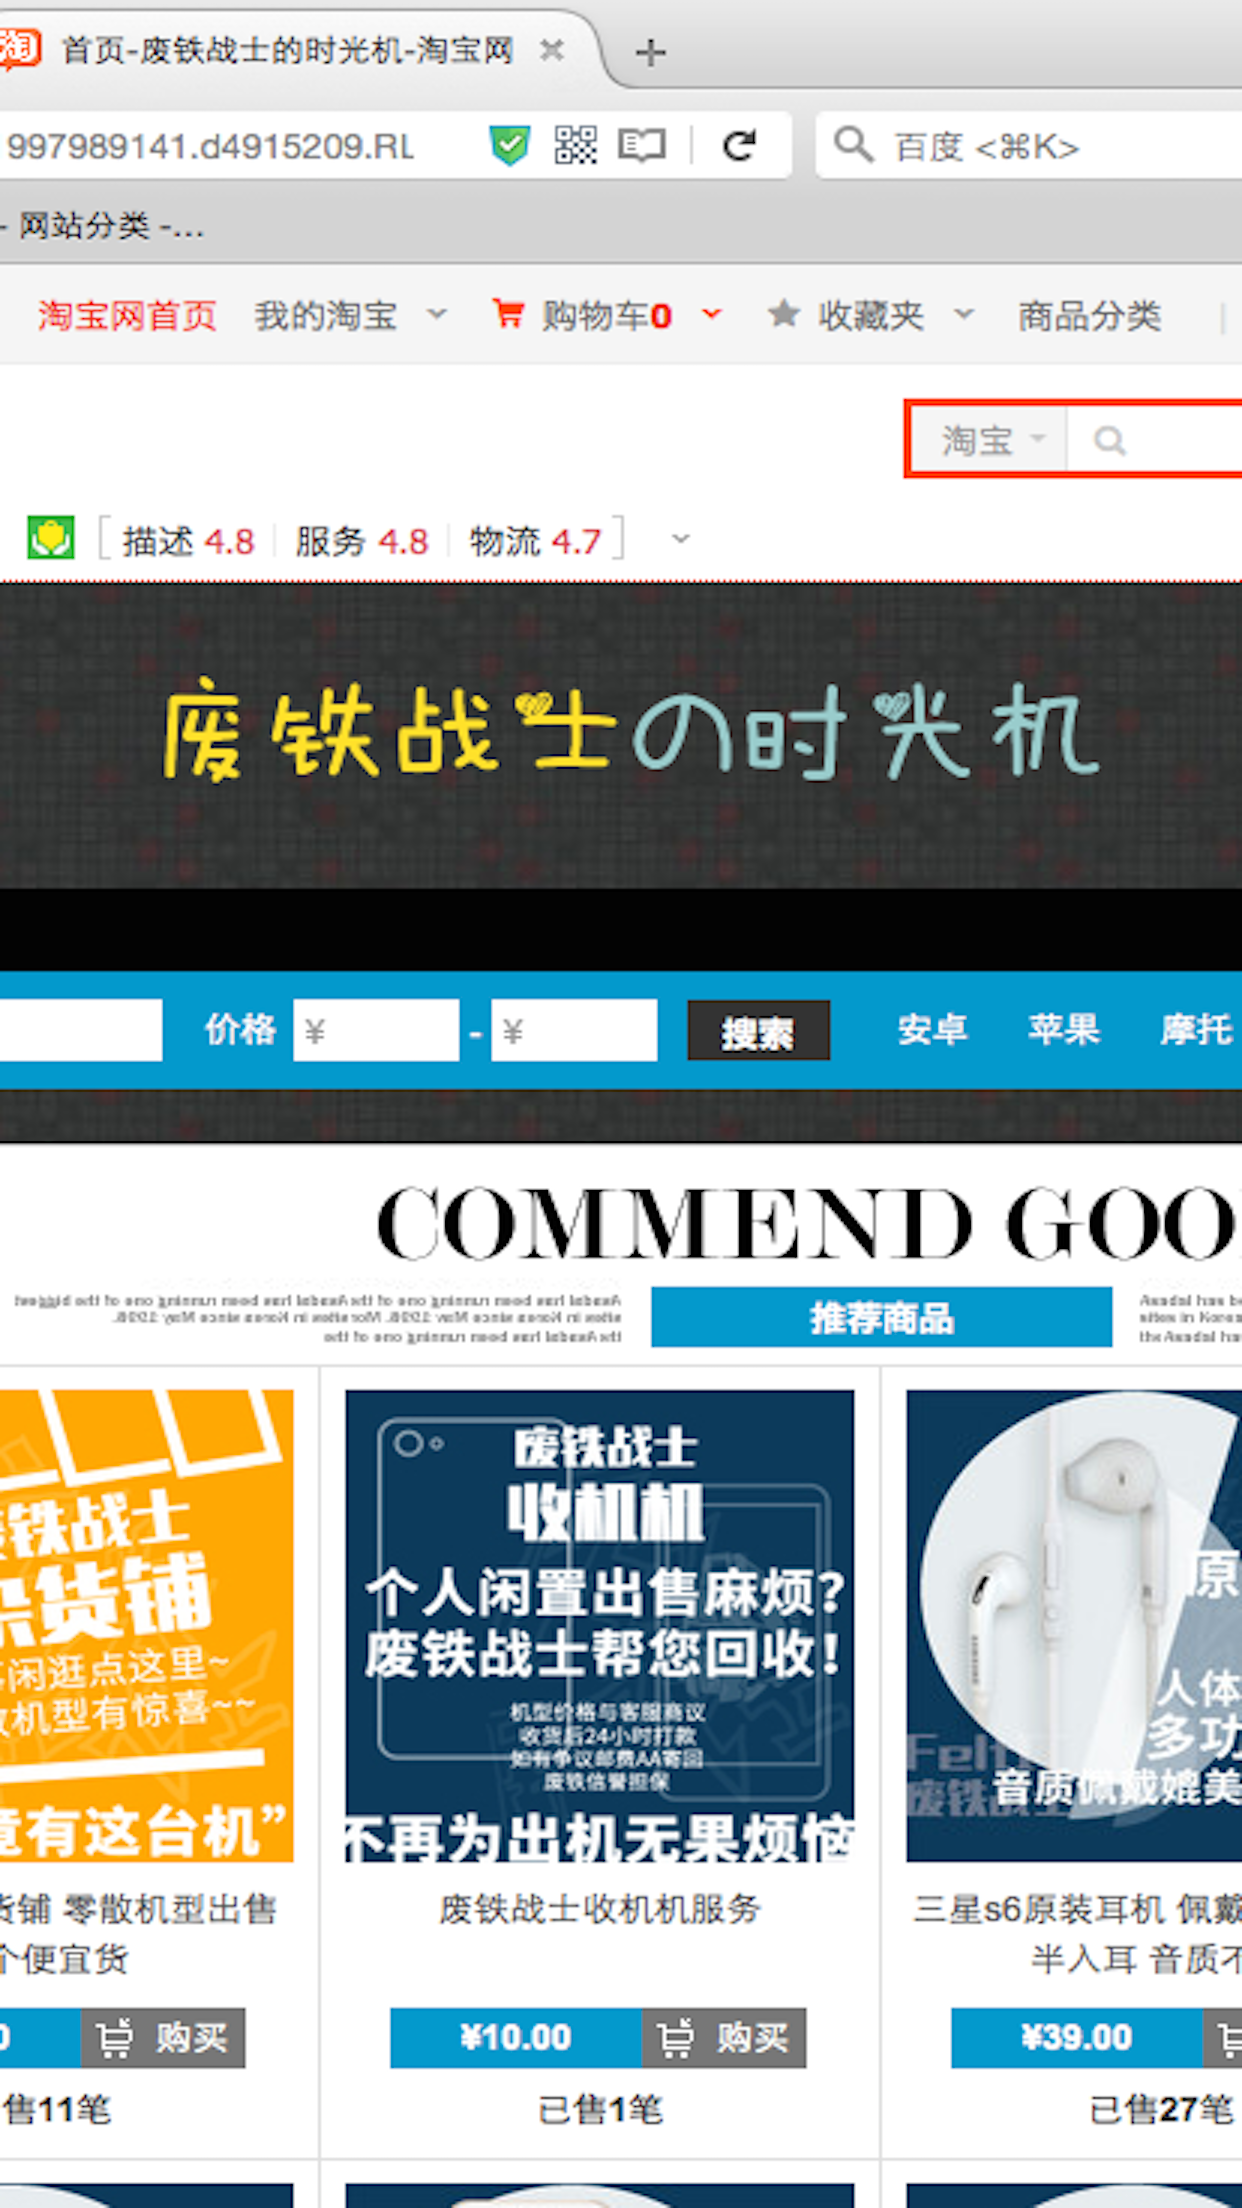 淘
首页-废铁战士的时光机-淘宝网
997989141.d4915209.RL
百度 <⌘K>
- 网站分类 -...
淘宝网首页 我的淘宝 购物车0 收藏夹 商品分类
淘宝
描述 4.8 服务 4.8 物流 4.7
废铁战士の时光机
价格 ¥ - ¥ 搜索 安卓 苹果 摩托
COMMEND GOO
推荐商品
铁战士
货铺
闲逛点这里~
机型有惊喜~~
有这台机”
废铁战士
收机机
个人闲置出售麻烦?
废铁战士帮您回收!
机型价格与客服商议
收货后24小时打款
如有争议邮费AA寄回
废铁信誉担保
不再为出机无果烦恼
原
人体
多功
音质佩戴媲美
货铺 零散机型出售
个便宜货
废铁战士收机机服务
三星s6原装耳机 佩戴
半入耳 音质不
0 购买
¥10.00 购买
¥39.00
售11笔
已售1笔
已售27笔